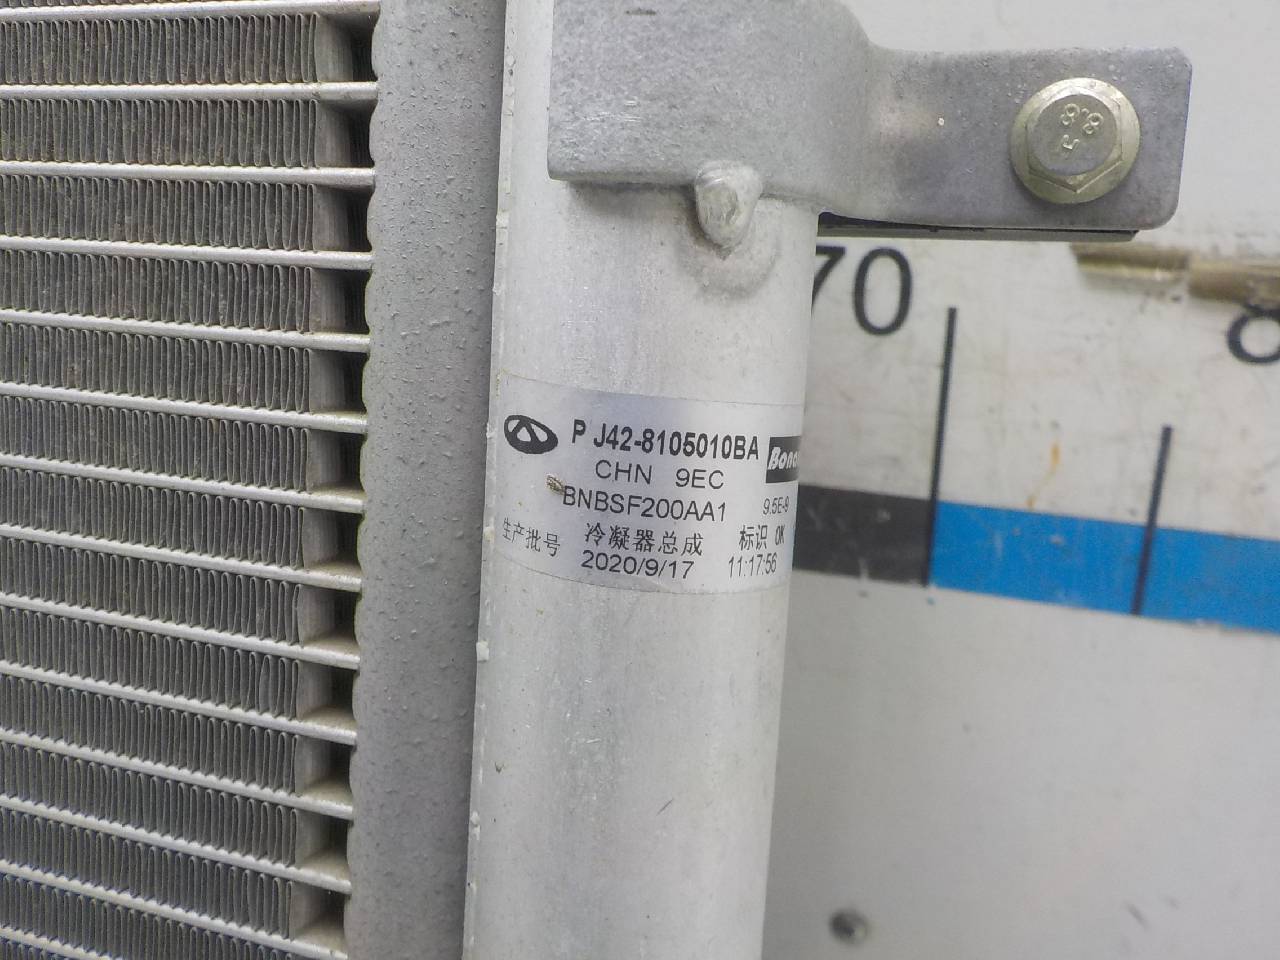 8.8
70
8
P J42-8105010BA
CHN 9EC
BNBSF200AA1 9.5E-9
生产批号 冷凝器总成 标识 OK
2020/9/17 11:17:56